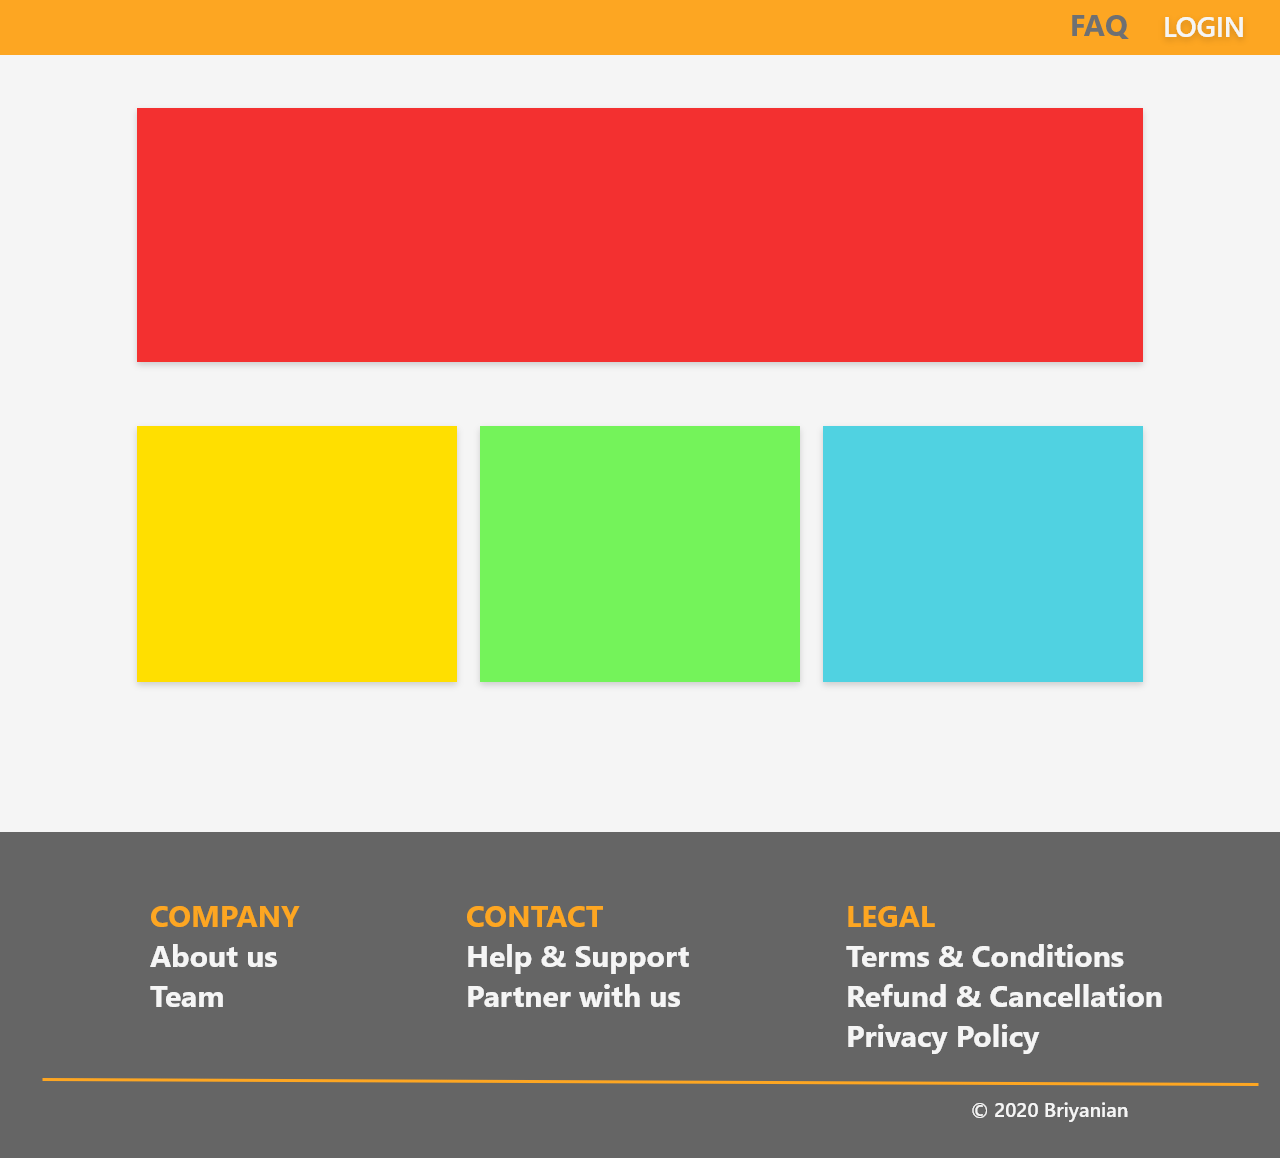 FAQ
LOGIN
COMPANY
About us
Team
CONTACT
Help & Support
Partner with us
LEGAL
Terms & Conditions
Refund & Cancellation
Privacy Policy
© 2020 Briyanian